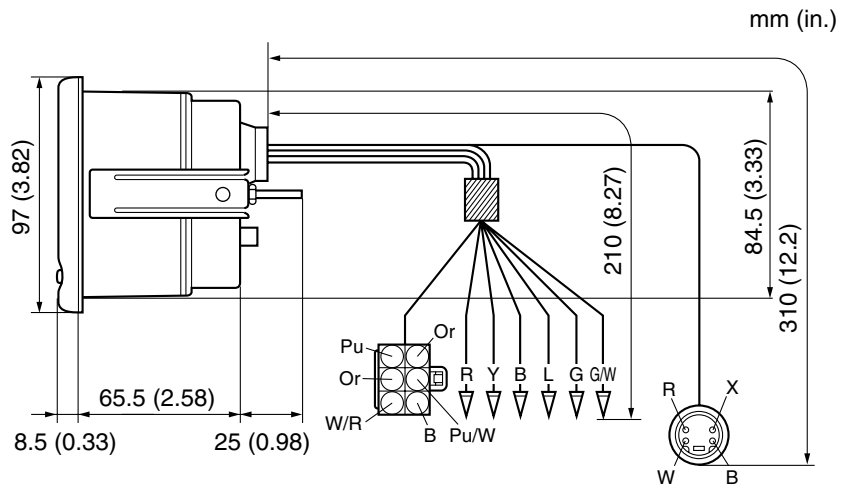 mm (in.)
97 (3.82)
84.5 (3.33)
210 (8.27)
310 (12.2)
Pu
Or
Or
R Y B L G G/W
65.5 (2.58)
R X
W/R
B
Pu/W
8.5 (0.33)
25 (0.98)
W B